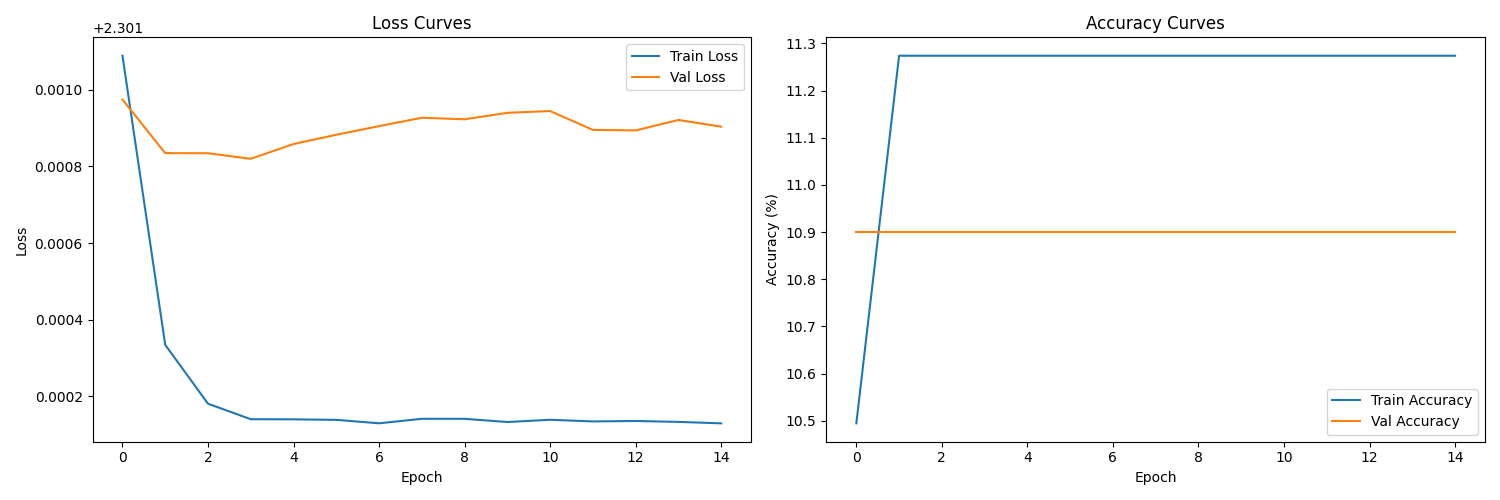 Loss Curves
+2.301
0.0010
0.0008
0.0006
0.0004
0.0002
Loss
Train Loss
Val Loss
0 2 4 6 8 10 12 14
Epoch
Accuracy Curves
11.3
11.2
11.1
11.0
10.9
10.8
10.7
10.6
10.5
Accuracy (%)
Train Accuracy
Val Accuracy
0 2 4 6 8 10 12 14
Epoch